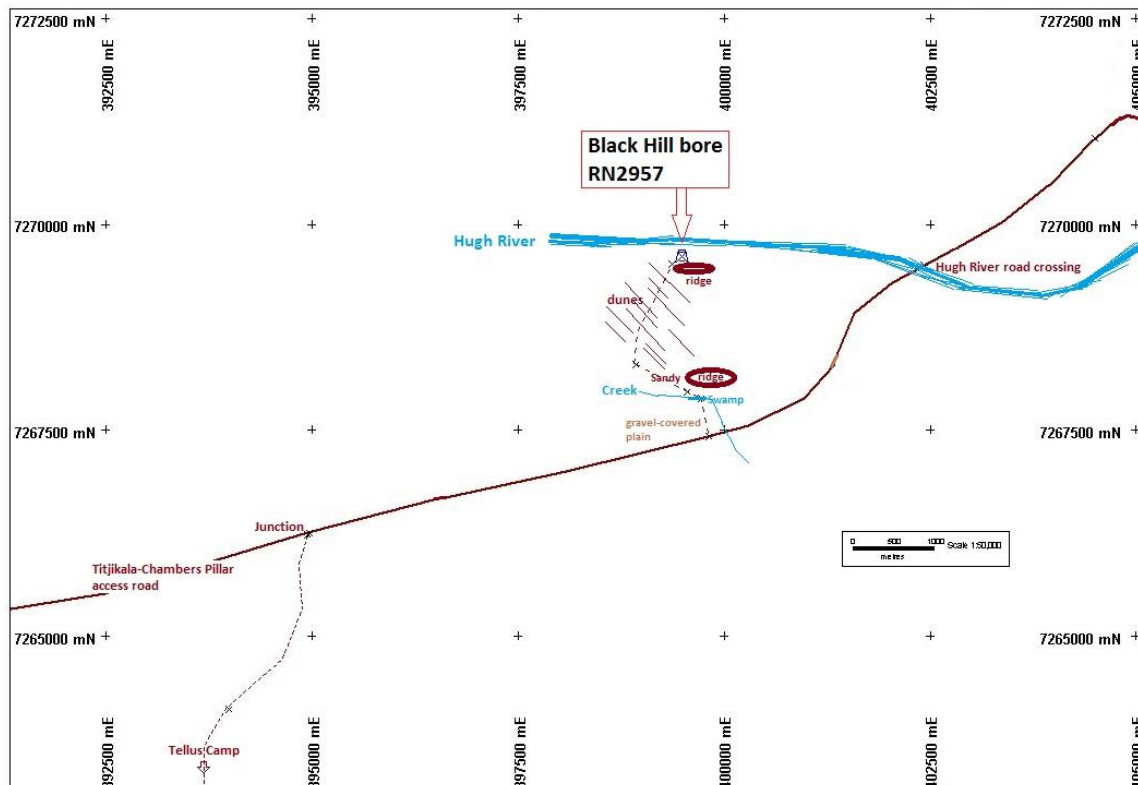 7272500 mN
7272500 mN
392500 mE
395000 mE
397500 mE
400000 mE
402500 mE
Black Hill bore
RN2957
7270000 mN
7270000 mN
Hugh River
Hugh River road crossing
ridge
dunes
Sandy
ridge
Creek
Swamp
gravel-covered
plain
7267500 mN
7267500 mN
Junction
0 500 1000 Scale 1:50,000
metres
Titjikala-Chambers Pillar
access road
7265000 mN
7265000 mN
Tellus Camp
392500 mE
395000 mE
397500 mE
400000 mE
402500 mE